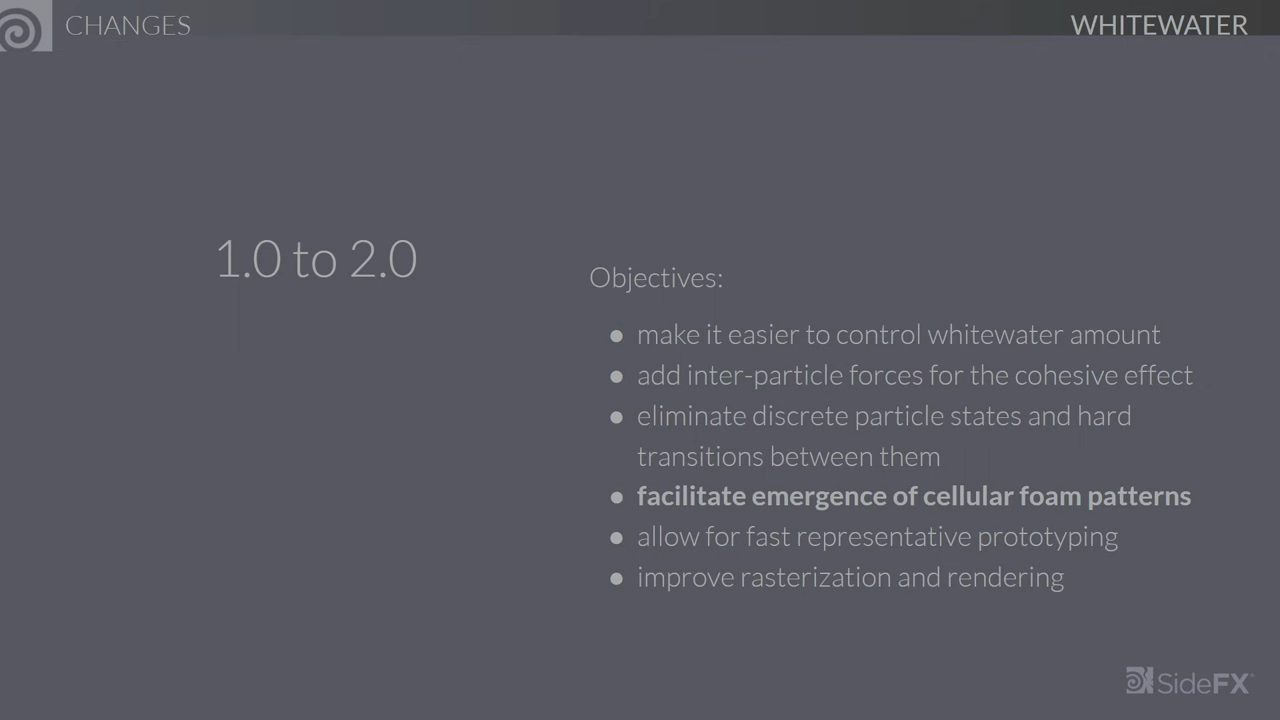 CHANGES
WHITEWATER
1.0 to 2.0
Objectives:
● make it easier to control whitewater amount
● add inter-particle forces for the cohesive effect
● eliminate discrete particle states and hard
transitions between them
● facilitate emergence of cellular foam patterns
● allow for fast representative prototyping
● improve rasterization and rendering
SideFX